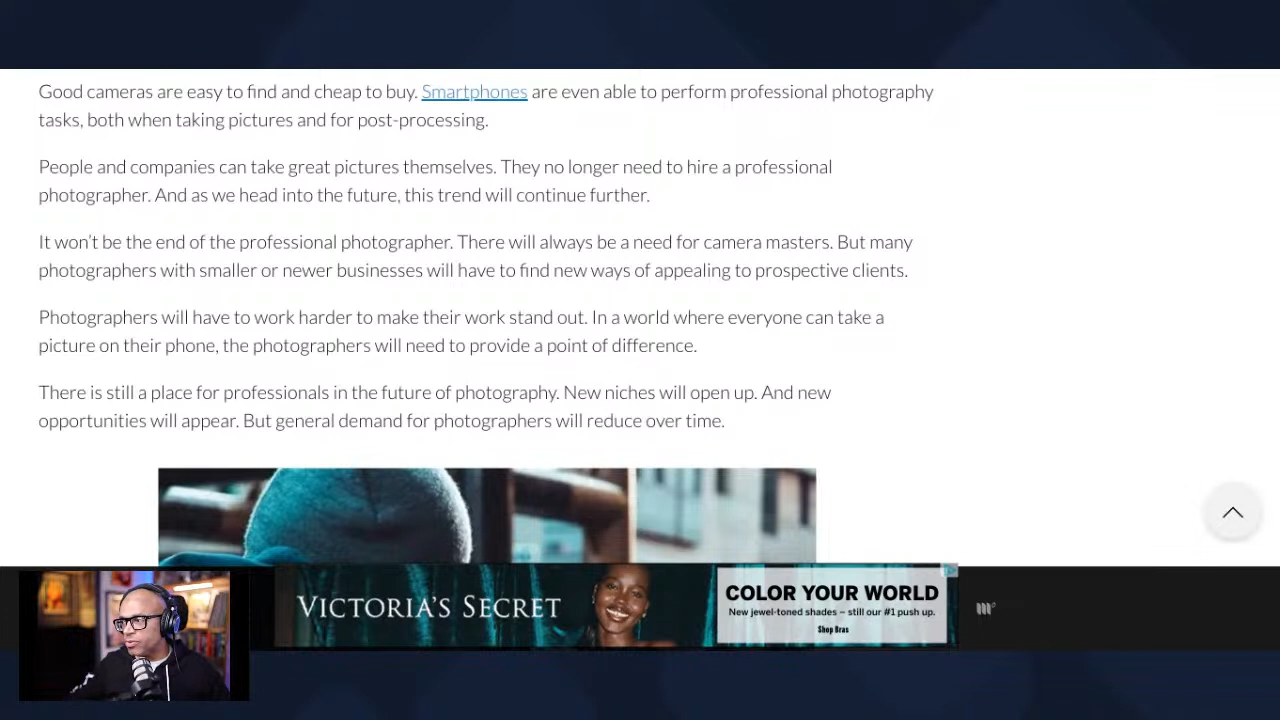 Good cameras are easy to find and cheap to buy. Smartphones are even able to perform professional photography
tasks, both when taking pictures and for post-processing.
People and companies can take great pictures themselves. They no longer need to hire a professional
photographer. And as we head into the future, this trend will continue further.
It won't be the end of the professional photographer. There will always be a need for camera masters. But many
photographers with smaller or newer businesses will have to find new ways of appealing to prospective clients.
Photographers will have to work harder to make their work stand out. In a world where everyone can take a
picture on their phone, the photographers will need to provide a point of difference.
There is still a place for professionals in the future of photography. New niches will open up. And new
opportunities will appear. But general demand for photographers will reduce over time.
VICTORIA'S SECRET
COLOR YOUR WORLD
New jewel-toned shades – still our #1 push up.
Shop Bras